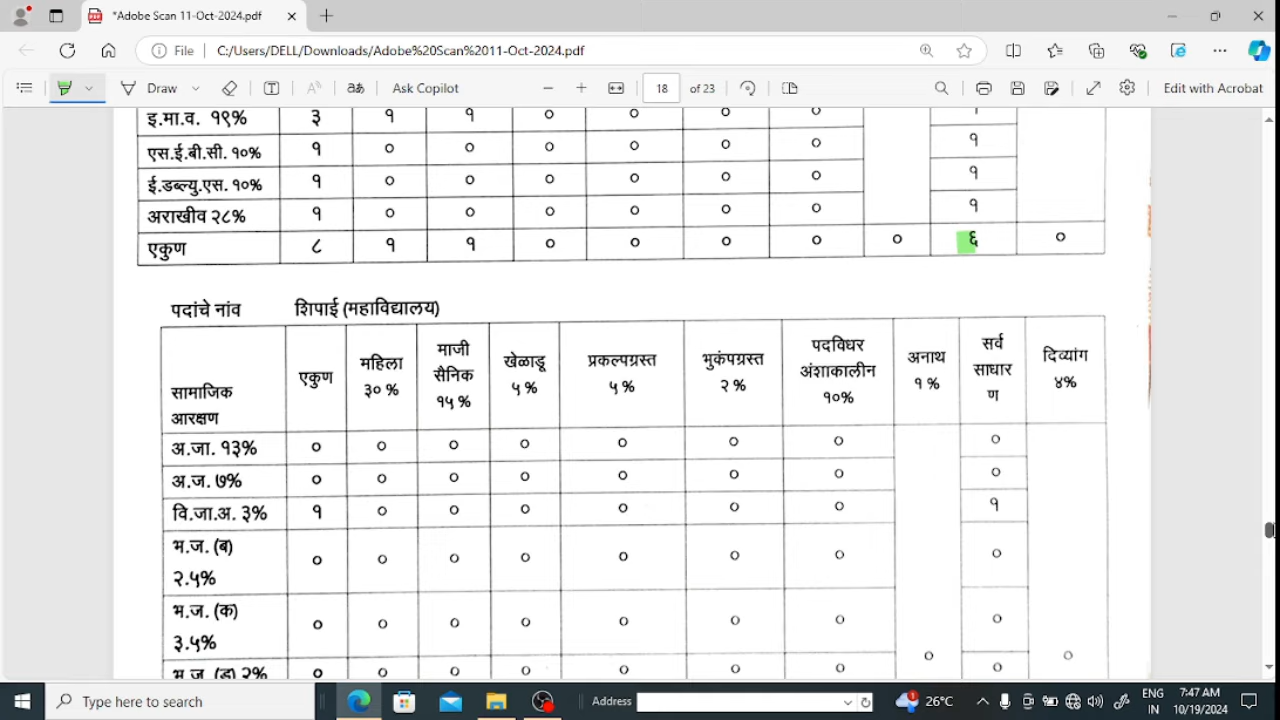 *Adobe Scan 11-Oct-2024.pdf
File C:/Users/DELL/Downloads/Adobe%20Scan%2011-Oct-2024.pdf
Draw Ask Copilot 18 of 23 Edit with Acrobat
इ.मा.व. १९% ३ १ १ ० ० ० ० १
एस.ई.बी.सी. १०% १ ० ० ० ० ० ० १
ई.डब्ल्यु.एस. १०% १ ० ० ० ० ० ० १
अराखीव २८% १ ० ० ० ० ० ० १
एकुण ८ १ १ ० ० ० ० ० ६ ०
पदांचे नांव शिपाई (महाविद्यालय)
सामाजिक आरक्षण एकुण महिला ३० % माजी सैनिक १५ % खेळाडू ५ % प्रकल्पग्रस्त ५ % भुकंपग्रस्त २ % पदविधर अंशाकालीन १०% अनाथ १ % सर्व साधार ण दिव्यांग ४%
अ.जा. १३% ० ० ० ० ० ० ० ०
अ.ज. ७% ० ० ० ० ० ० ० ०
वि.जा.अ. ३% १ ० ० ० ० ० ० १
भ.ज. (ब) २.५% ० ० ० ० ० ० ० ०
भ.ज. (क) ३.५% ० ० ० ० ० ० ० ०
भ.ज. (ड) २% ० ० ० ० ० ० ० ० ० ०
Type here to search Address 26°C ENG IN 7:47 AM 10/19/2024